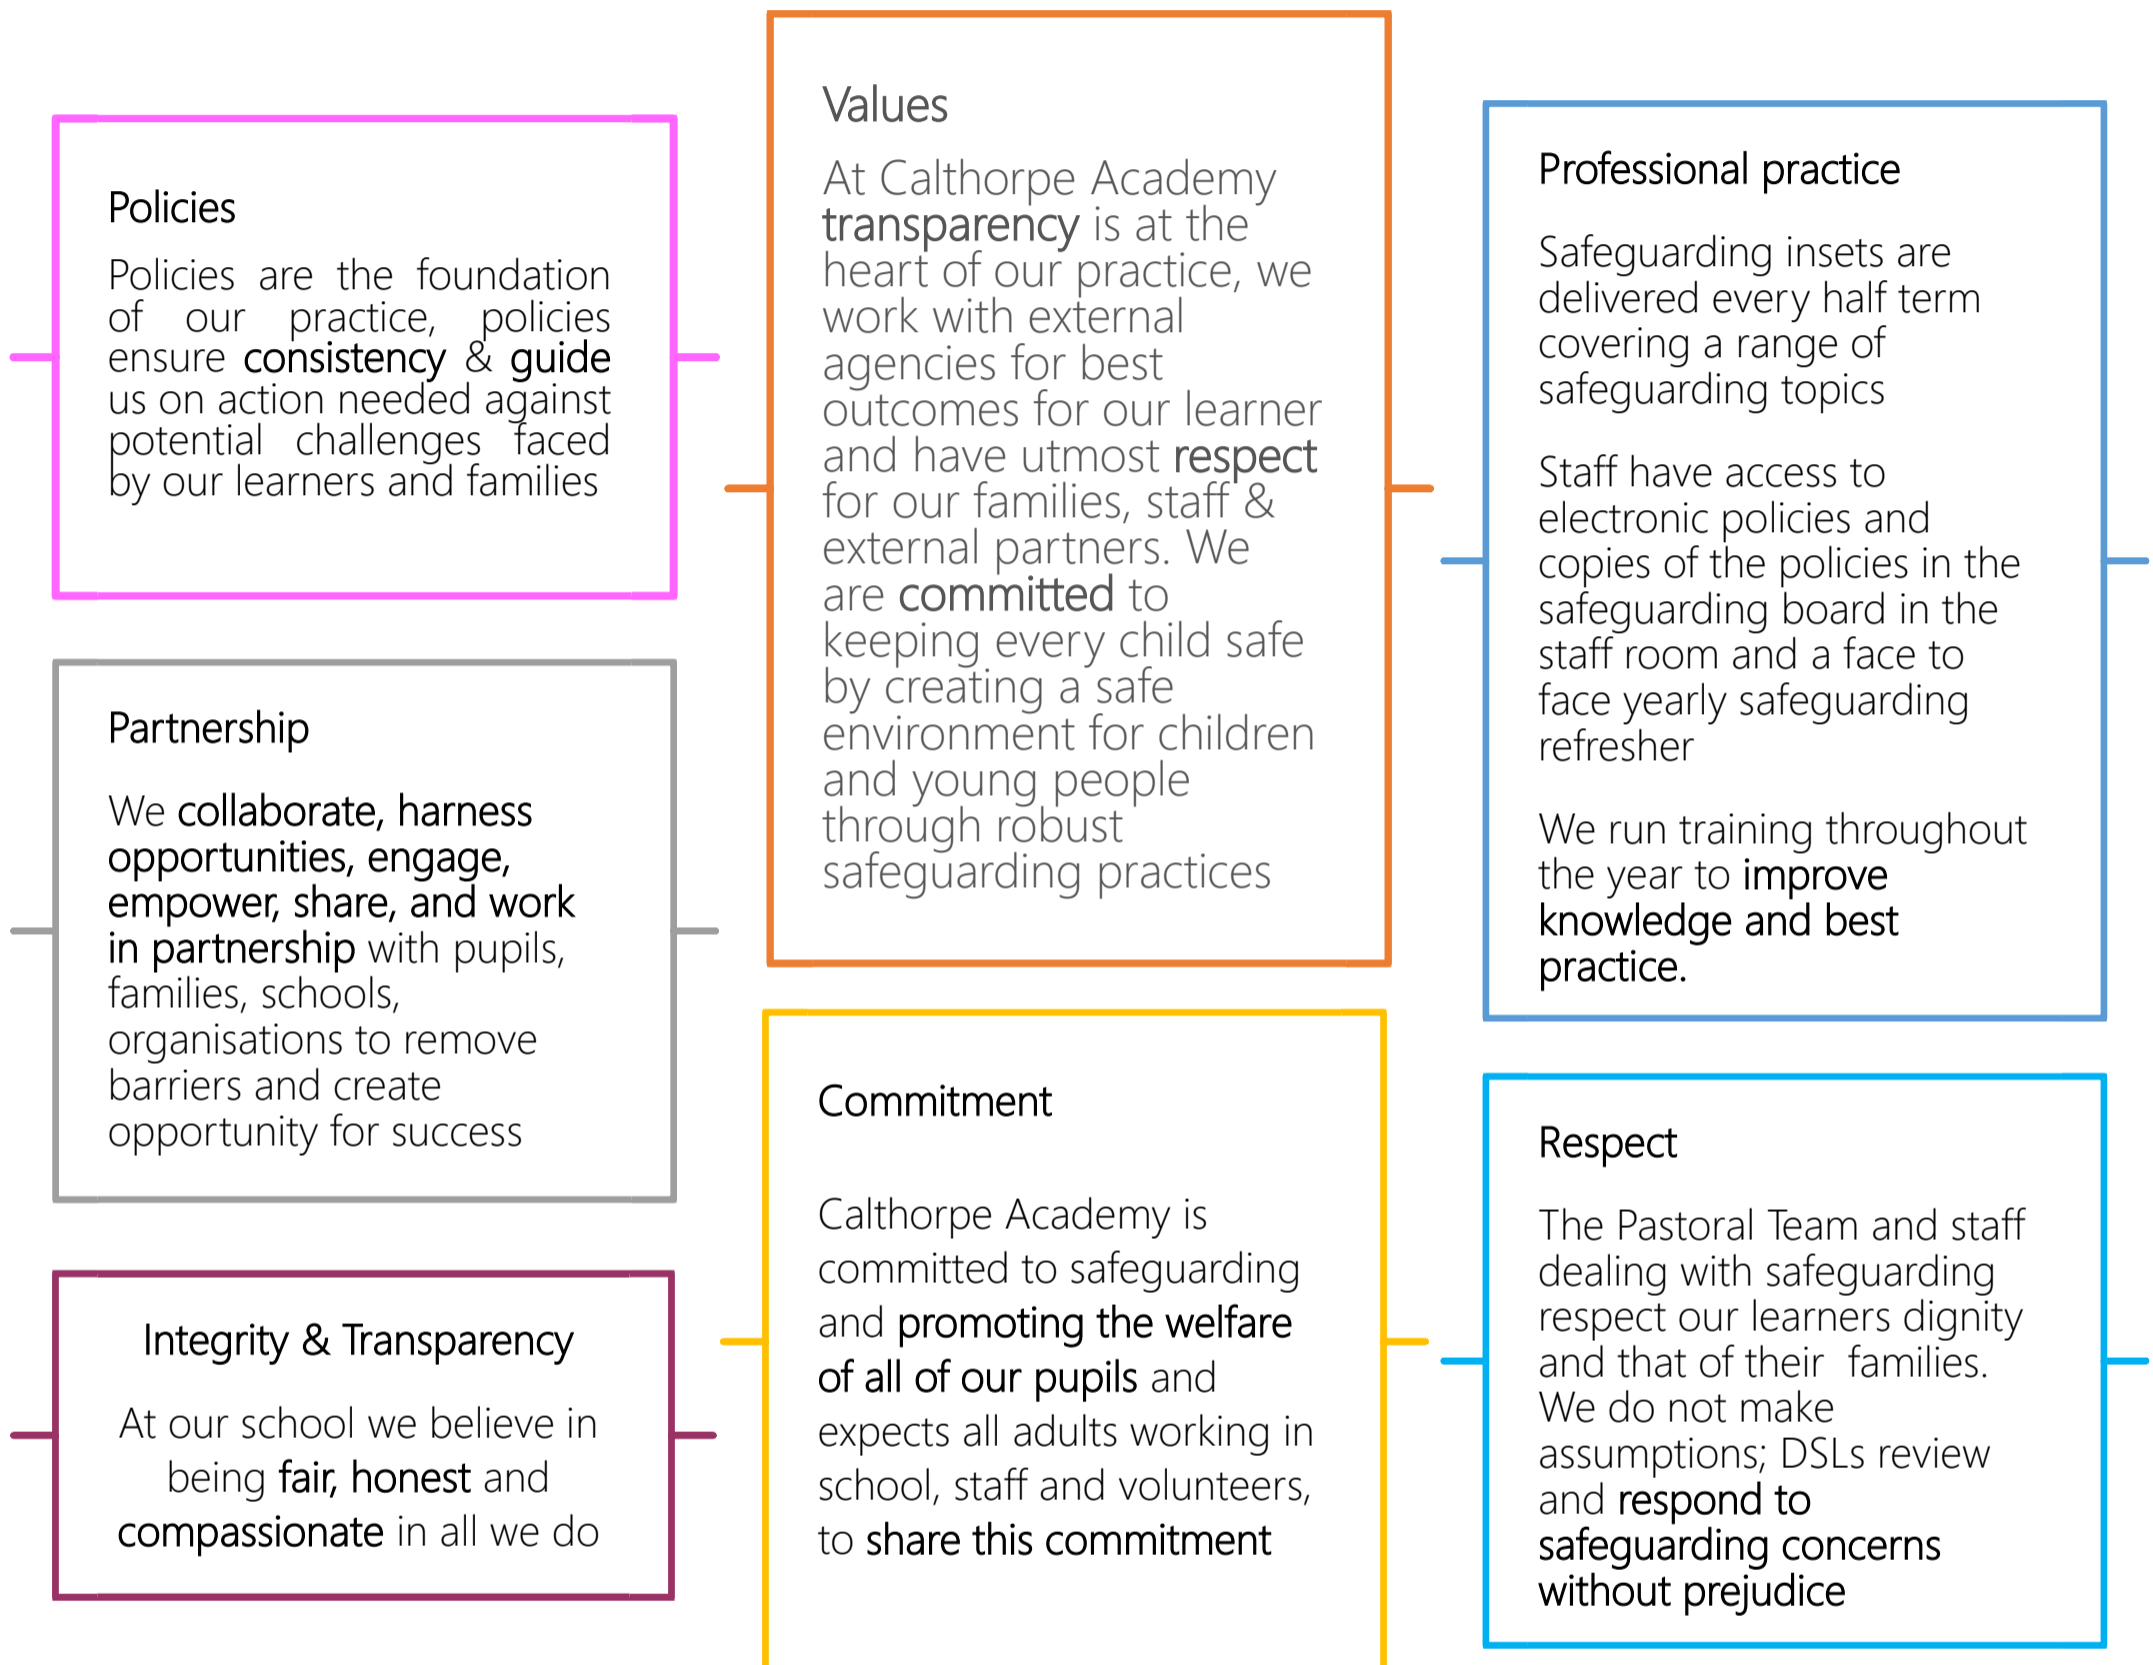 Policies
Policies are the foundation
of our practice, policies
ensure consistency & guide
us on action needed against
potential challenges faced
by our learners and families
Partnership
We collaborate, harness
opportunities, engage,
empower, share, and work
in partnership with pupils,
families, schools,
organisations to remove
barriers and create
opportunity for success
Integrity & Transparency
At our school we believe in
being fair, honest and
compassionate in all we do
Values
At Calthorpe Academy
transparency is at the
heart of our practice, we
work with external
agencies for best
outcomes for our learner
and have utmost respect
for our families, staff &
external partners. We
are committed to
keeping every child safe
by creating a safe
environment for children
and young people
through robust
safeguarding practices
Commitment
Calthorpe Academy is
committed to safeguarding
and promoting the welfare
of all of our pupils and
expects all adults working in
school, staff and volunteers,
to share this commitment
Professional practice
Safeguarding insets are
delivered every half term
covering a range of
safeguarding topics
Staff have access to
electronic policies and
copies of the policies in the
safeguarding board in the
staff room and a face to
face yearly safeguarding
refresher
We run training throughout
the year to improve
knowledge and best
practice.
Respect
The Pastoral Team and staff
dealing with safeguarding
respect our learners dignity
and that of their families.
We do not make
assumptions; DSLs review
and respond to
safeguarding concerns
without prejudice